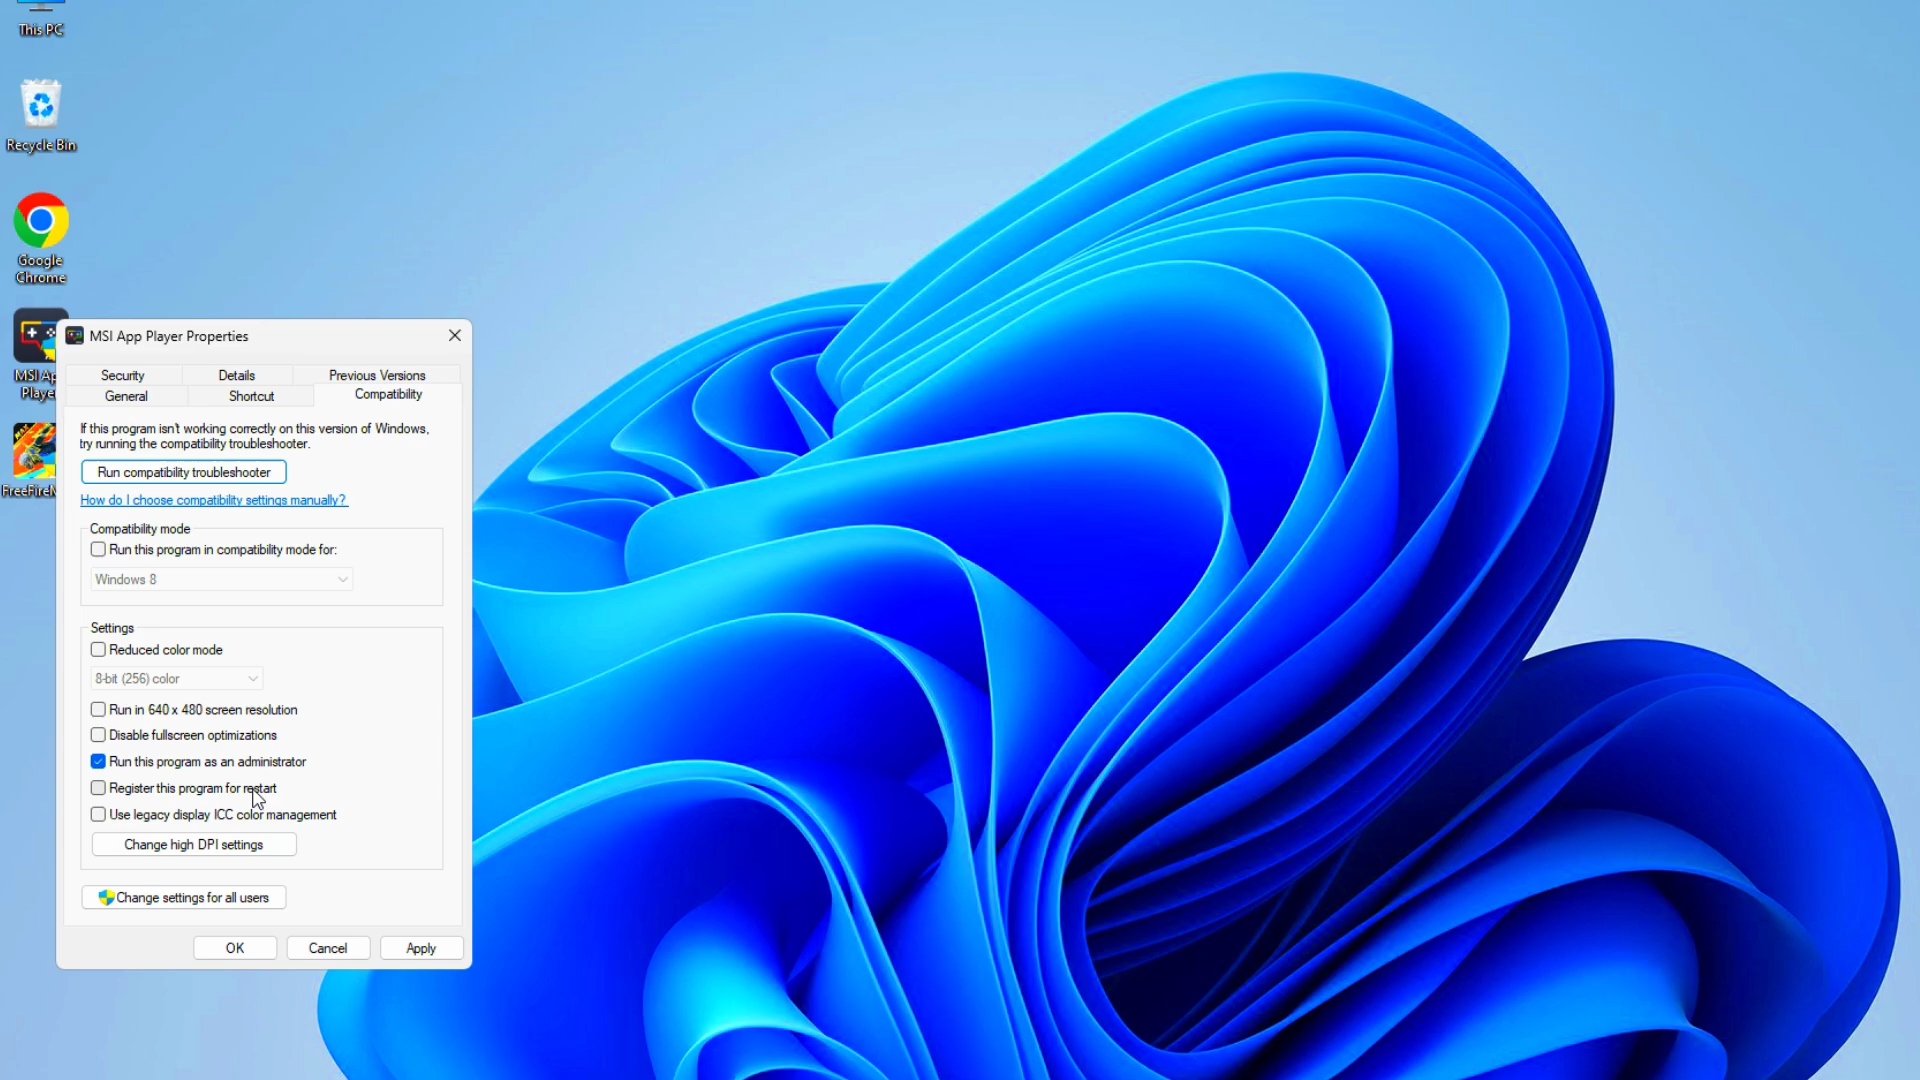 This PC
Recycle Bin
Google
Chrome
MSI Ap
Playe
FreeFire
MSI App Player Properties
Security
Details
Previous Versions
General
Shortcut
Compatibility
If this program isn't working correctly on this version of Windows,
try running the compatibility troubleshooter.
Run compatibility troubleshooter
How do I choose compatibility settings manually?
Compatibility mode
Run this program in compatibility mode for:
Windows 8
Settings
Reduced color mode
8-bit (256) color
Run in 640 x 480 screen resolution
Disable fullscreen optimizations
Run this program as an administrator
Register this program for restart
Use legacy display ICC color management
Change high DPI settings
Change settings for all users
OK
Cancel
Apply